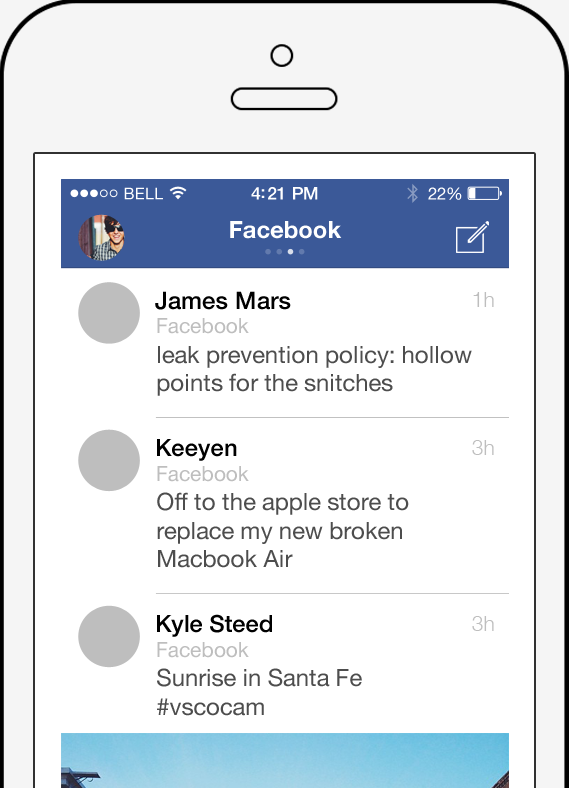 BELL 4:21 PM 22%
Facebook
James Mars 1h
Facebook
leak prevention policy: hollow
points for the snitches
Keeyen 3h
Facebook
Off to the apple store to
replace my new broken
Macbook Air
Kyle Steed 3h
Facebook
Sunrise in Santa Fe
#vscocam